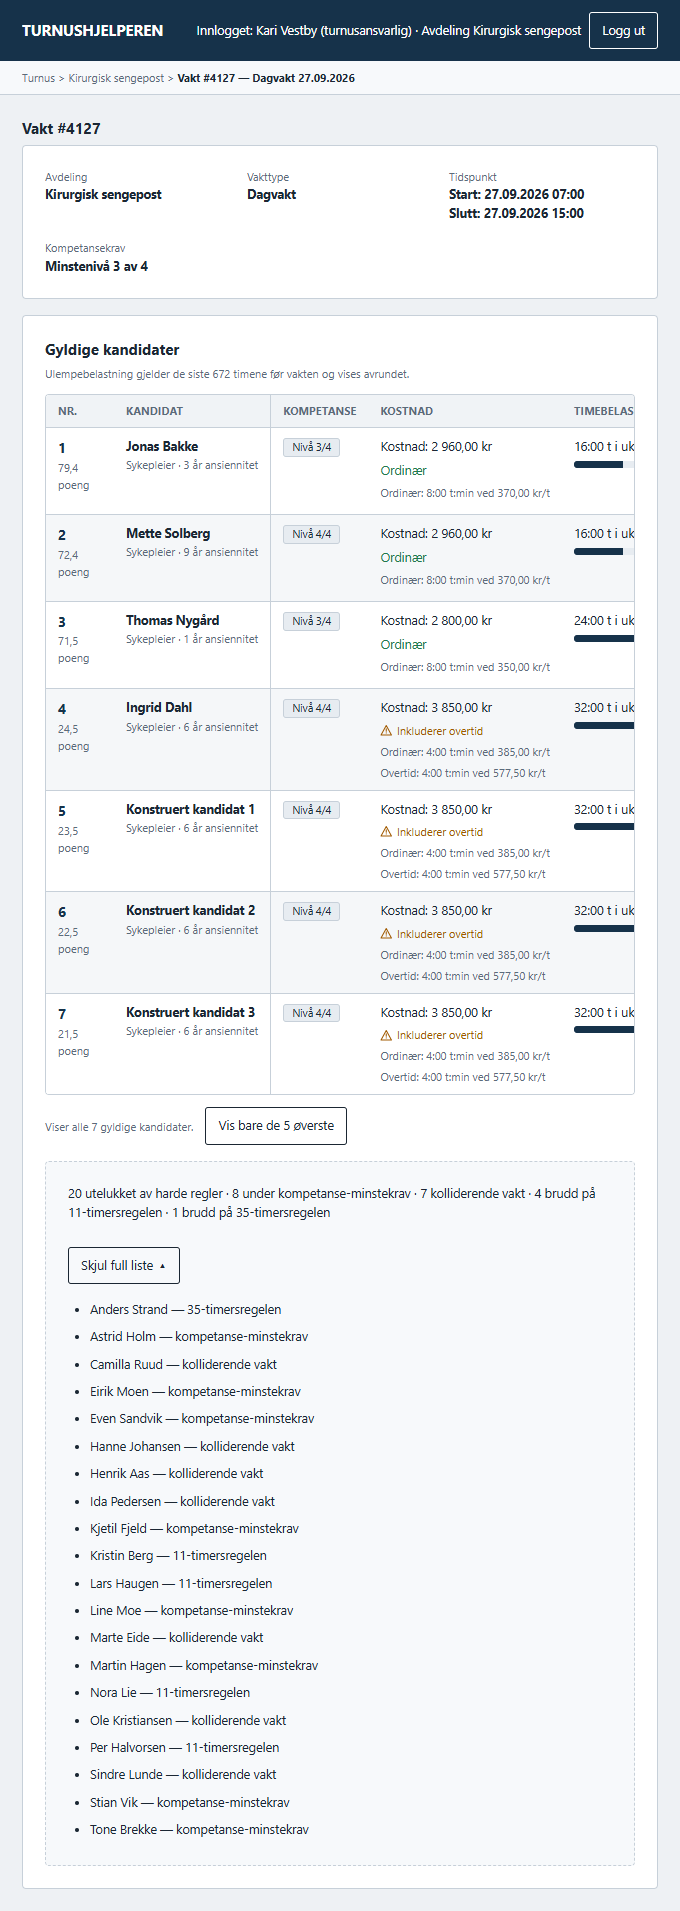 TURNUSHJELPEREN
Innlogget: Kari Vestby (turnusansvarlig) · Avdeling Kirurgisk sengepost
Logg ut
Turnus > Kirurgisk sengepost > Vakt #4127 — Dagvakt 27.09.2026
Vakt #4127
Avdeling
Kirurgisk sengepost
Vakttype
Dagvakt
Tidspunkt
Start: 27.09.2026 07:00
Slutt: 27.09.2026 15:00
Kompetansekrav
Minstenivå 3 av 4
Gyldige kandidater
Ulempebelastning gjelder de siste 672 timene før vakten og vises avrundet.
NR. KANDIDAT KOMPETANSE KOSTNAD TIMEBELAS
1
79,4
poeng
Jonas Bakke
Sykepleier · 3 år ansiennitet
Nivå 3/4
Kostnad: 2 960,00 kr
Ordinær
Ordinær: 8:00 t:min ved 370,00 kr/t
16:00 t i uk
2
72,4
poeng
Mette Solberg
Sykepleier · 9 år ansiennitet
Nivå 4/4
Kostnad: 2 960,00 kr
Ordinær
Ordinær: 8:00 t:min ved 370,00 kr/t
16:00 t i uk
3
71,5
poeng
Thomas Nygård
Sykepleier · 1 år ansiennitet
Nivå 3/4
Kostnad: 2 800,00 kr
Ordinær
Ordinær: 8:00 t:min ved 350,00 kr/t
24:00 t i uk
4
24,5
poeng
Ingrid Dahl
Sykepleier · 6 år ansiennitet
Nivå 4/4
Kostnad: 3 850,00 kr
Inkluderer overtid
Ordinær: 4:00 t:min ved 385,00 kr/t
Overtid: 4:00 t:min ved 577,50 kr/t
32:00 t i uk
5
23,5
poeng
Konstruert kandidat 1
Sykepleier · 6 år ansiennitet
Nivå 4/4
Kostnad: 3 850,00 kr
Inkluderer overtid
Ordinær: 4:00 t:min ved 385,00 kr/t
Overtid: 4:00 t:min ved 577,50 kr/t
32:00 t i uk
6
22,5
poeng
Konstruert kandidat 2
Sykepleier · 6 år ansiennitet
Nivå 4/4
Kostnad: 3 850,00 kr
Inkluderer overtid
Ordinær: 4:00 t:min ved 385,00 kr/t
Overtid: 4:00 t:min ved 577,50 kr/t
32:00 t i uk
7
21,5
poeng
Konstruert kandidat 3
Sykepleier · 6 år ansiennitet
Nivå 4/4
Kostnad: 3 850,00 kr
Inkluderer overtid
Ordinær: 4:00 t:min ved 385,00 kr/t
Overtid: 4:00 t:min ved 577,50 kr/t
32:00 t i uk
Viser alle 7 gyldige kandidater.
Vis bare de 5 øverste
20 utelukket av harde regler · 8 under kompetanse-minstekrav · 7 kolliderende vakt · 4 brudd på
11-timersregelen · 1 brudd på 35-timersregelen
Skjul full liste ▲
• Anders Strand — 35-timersregelen
• Astrid Holm — kompetanse-minstekrav
• Camilla Ruud — kolliderende vakt
• Eirik Moen — kompetanse-minstekrav
• Even Sandvik — kompetanse-minstekrav
• Hanne Johansen — kolliderende vakt
• Henrik Aas — kolliderende vakt
• Ida Pedersen — kolliderende vakt
• Kjetil Fjeld — kompetanse-minstekrav
• Kristin Berg — 11-timersregelen
• Lars Haugen — 11-timersregelen
• Line Moe — kompetanse-minstekrav
• Marte Eide — kolliderende vakt
• Martin Hagen — kompetanse-minstekrav
• Nora Lie — 11-timersregelen
• Ole Kristiansen — kolliderende vakt
• Per Halvorsen — 11-timersregelen
• Sindre Lunde — kolliderende vakt
• Stian Vik — kompetanse-minstekrav
• Tone Brekke — kompetanse-minstekrav